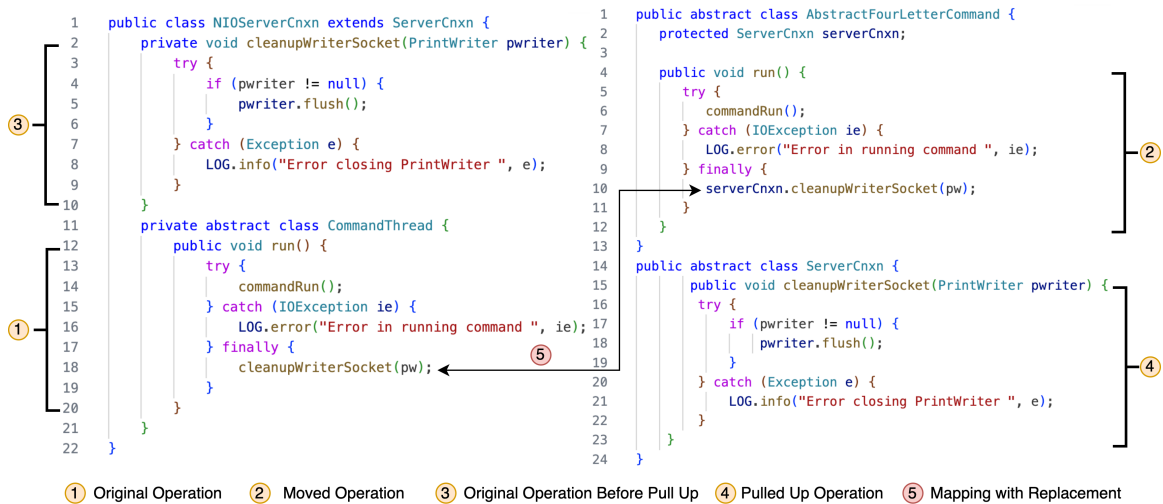 1 public class NIOServerCnxn extends ServerCnxn {
2 private void cleanupWriterSocket(PrintWriter pwriter) {
3 try {
4 if (pwriter != null) {
5 pwriter.flush();
6 }
7 } catch (Exception e) {
8 LOG.info("Error closing PrintWriter ", e);
9 }
10 }
11 private abstract class CommandThread {
12 public void run() {
13 try {
14 commandRun();
15 } catch (IOException ie) {
16 LOG.error("Error in running command ", ie);
17 } finally {
18 cleanupWriterSocket(pw);
19 }
20 }
21 }
22 }
3
1
5
1 public abstract class AbstractFourLetterCommand {
2 protected ServerCnxn serverCnxn;
3
4 public void run() {
5 try {
6 commandRun();
7 } catch (IOException ie) {
8 LOG.error("Error in running command ", ie);
9 } finally {
10 serverCnxn.cleanupWriterSocket(pw);
11 }
12 }
13 }
14 public abstract class ServerCnxn {
15 public void cleanupWriterSocket(PrintWriter pwriter) {
16 try {
17 if (pwriter != null) {
18 pwriter.flush();
19 }
20 } catch (Exception e) {
21 LOG.info("Error closing PrintWriter ", e);
22 }
23 }
24 }
2
4
1 Original Operation 2 Moved Operation 3 Original Operation Before Pull Up 4 Pulled Up Operation 5 Mapping with Replacement